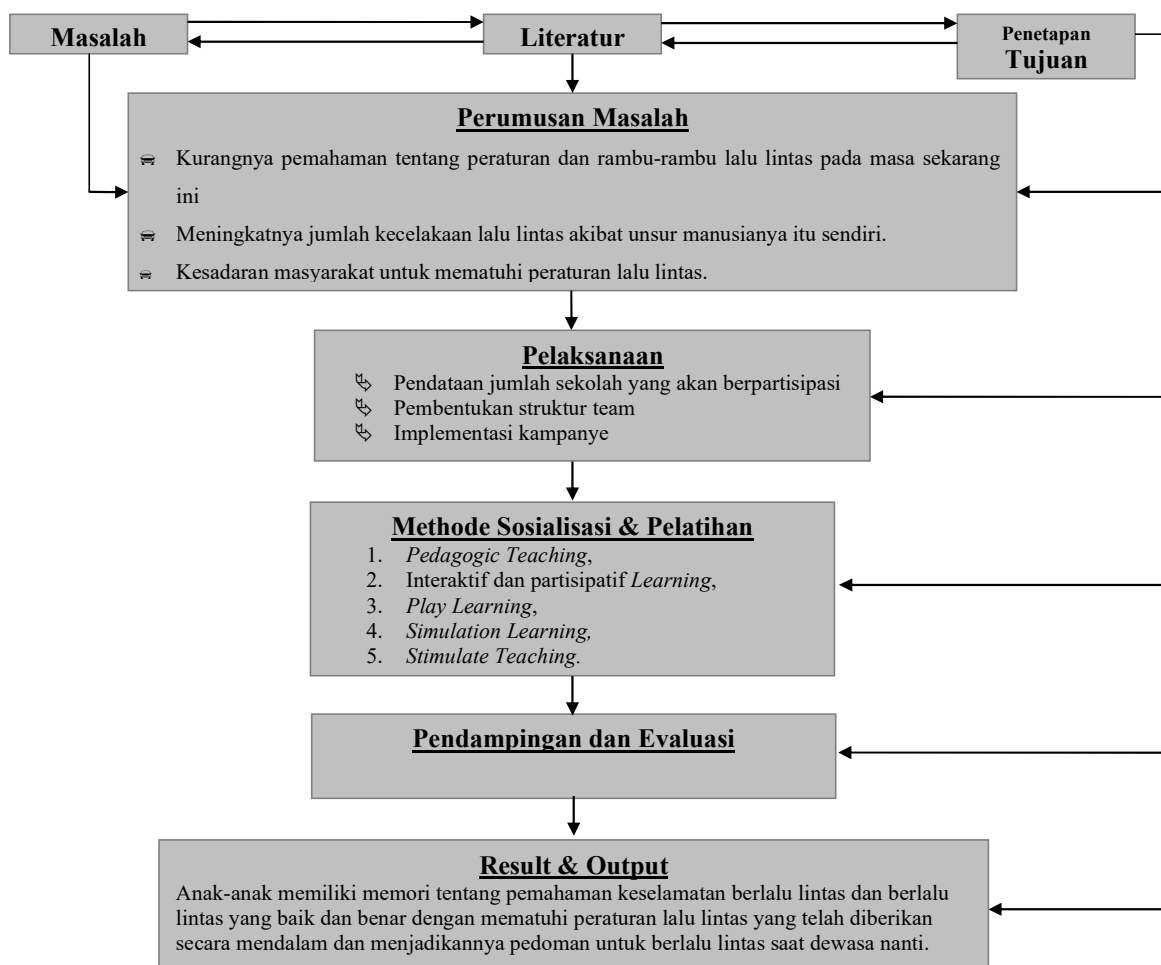 Masalah
Literatur
Penetapan
Tujuan
Perumusan Masalah
Kurangnya pemahaman tentang peraturan dan rambu-rambu lalu lintas pada masa sekarang
ini
Meningkatnya jumlah kecelakaan lalu lintas akibat unsur manusianya itu sendiri.
Kesadaran masyarakat untuk mematuhi peraturan lalu lintas.
Pelaksanaan
Pendataan jumlah sekolah yang akan berpartisipasi
Pembentukan struktur team
Implementasi kampanye
Methode Sosialisasi & Pelatihan
1. Pedagogic Teaching,
2. Interaktif dan partisipatif Learning,
3. Play Learning,
4. Simulation Learning,
5. Stimulate Teaching.
Pendampingan dan Evaluasi
Result & Output
Anak-anak memiliki memori tentang pemahaman keselamatan berlalu lintas dan berlalu
lintas yang baik dan benar dengan mematuhi peraturan lalu lintas yang telah diberikan
secara mendalam dan menjadikannya pedoman untuk berlalu lintas saat dewasa nanti.